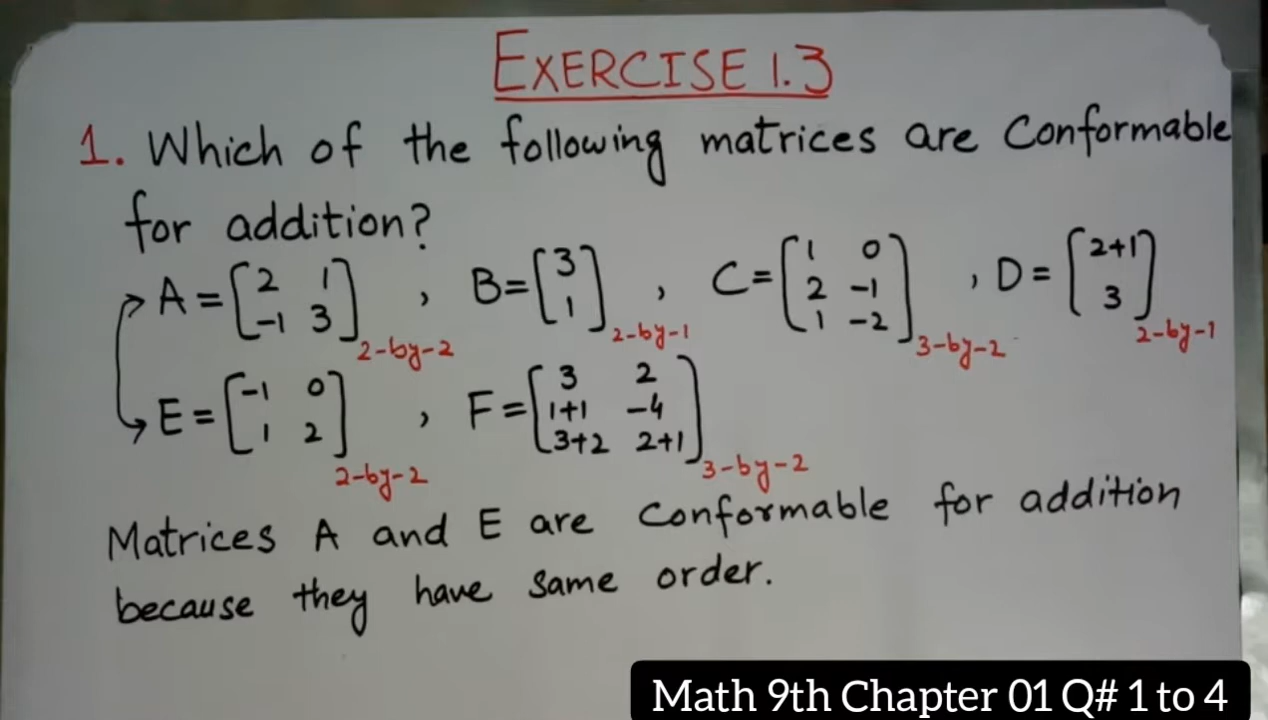 EXERCISE 1.3
1. Which of the following matrices are Conformable
for addition?
A = [2 1; -1 3] 2-by-2 , B = [3; 1] 2-by-1 , C = [1 0; 2 -1; 1 -2] 3-by-2 , D = [2+1; 3] 2-by-1
E = [-1 0; 1 2] 2-by-2 , F = [3 2; 1+1 -4; 3+2 2+1] 3-by-2
Matrices A and E are Conformable for addition
because they have same order.
Math 9th Chapter 01 Q# 1 to 4